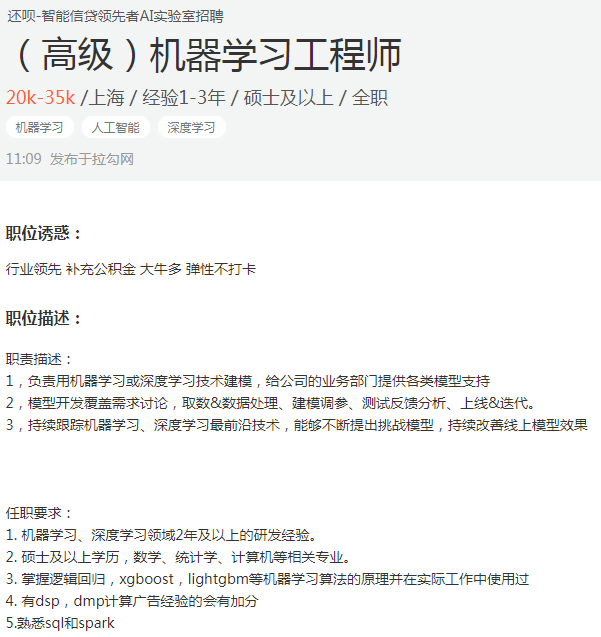 还呗-智能信贷领先者AI实验室招聘
（高级）机器学习工程师
20k-35k /上海 / 经验1-3年 / 硕士及以上 / 全职
机器学习 人工智能 深度学习
11:09 发布于拉勾网
职位诱惑：
行业领先 补充公积金 大牛多 弹性不打卡
职位描述：
职责描述：
1，负责用机器学习或深度学习技术建模，给公司的业务部门提供各类模型支持
2，模型开发覆盖需求讨论，取数&数据处理、建模调参、测试反馈分析、上线&迭代。
3，持续跟踪机器学习、深度学习最前沿技术，能够不断提出挑战模型，持续改善线上模型效果
任职要求：
1. 机器学习、深度学习领域2年及以上的研发经验。
2. 硕士及以上学历，数学、统计学、计算机等相关专业。
3. 掌握逻辑回归，xgboost，lightgbm等机器学习算法的原理并在实际工作中使用过
4. 有dsp，dmp计算广告经验的会有加分
5.熟悉sql和spark